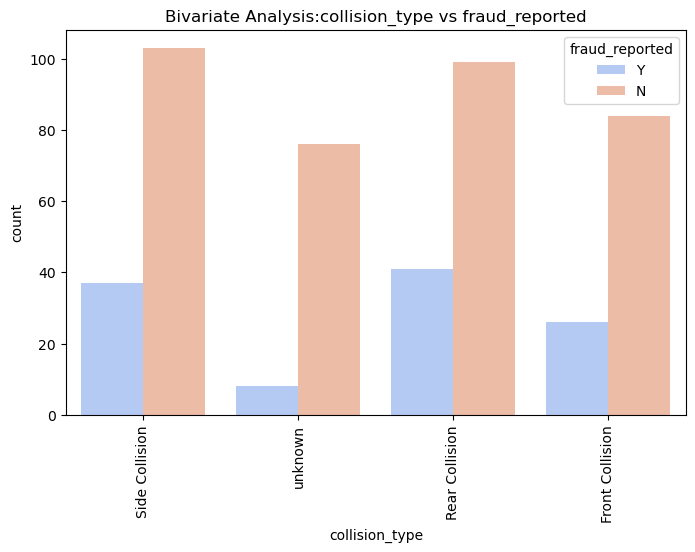 Bivariate Analysis:collision_type vs fraud_reported
fraud_reported
Y
N
count
100
80
60
40
20
0
Side Collision
unknown
Rear Collision
Front Collision
collision_type